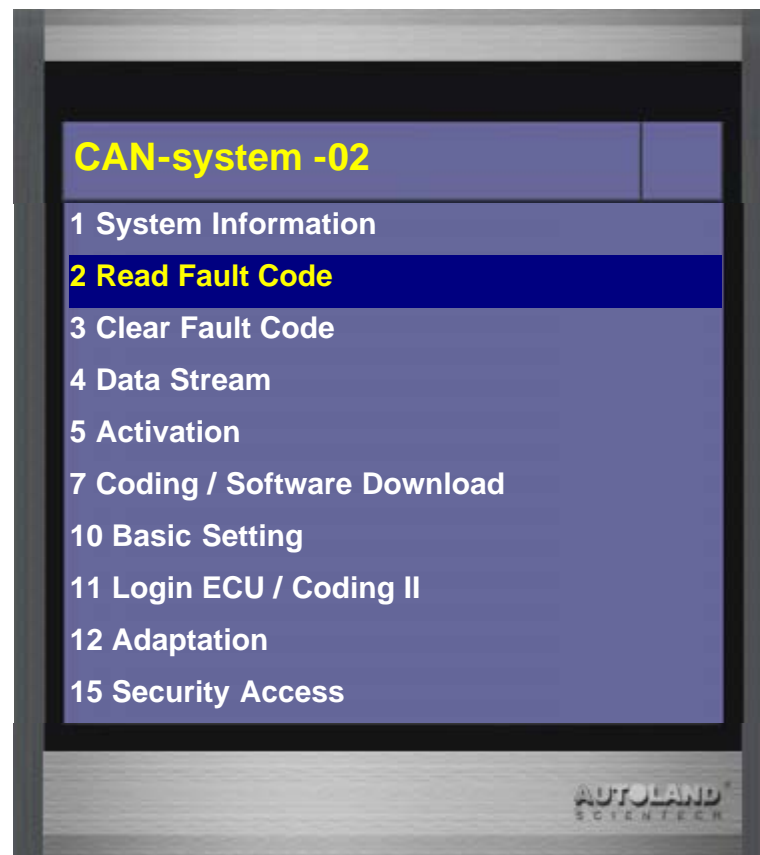 CAN-system -02
1 System Information
2 Read Fault Code
3 Clear Fault Code
4 Data Stream
5 Activation
7 Coding / Software Download
10 Basic Setting
11 Login ECU / Coding II
12 Adaptation
15 Security Access
AUTOLAND
SCIENTECH